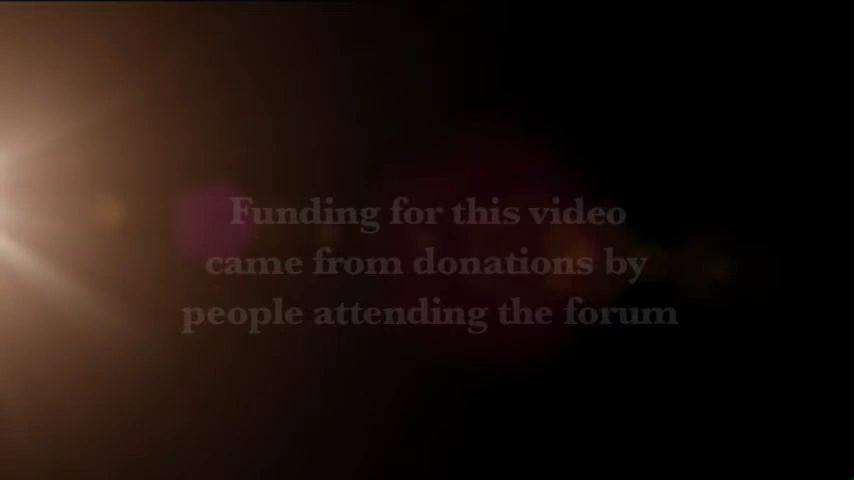 Funding for this video
came from donations by
people attending the forum